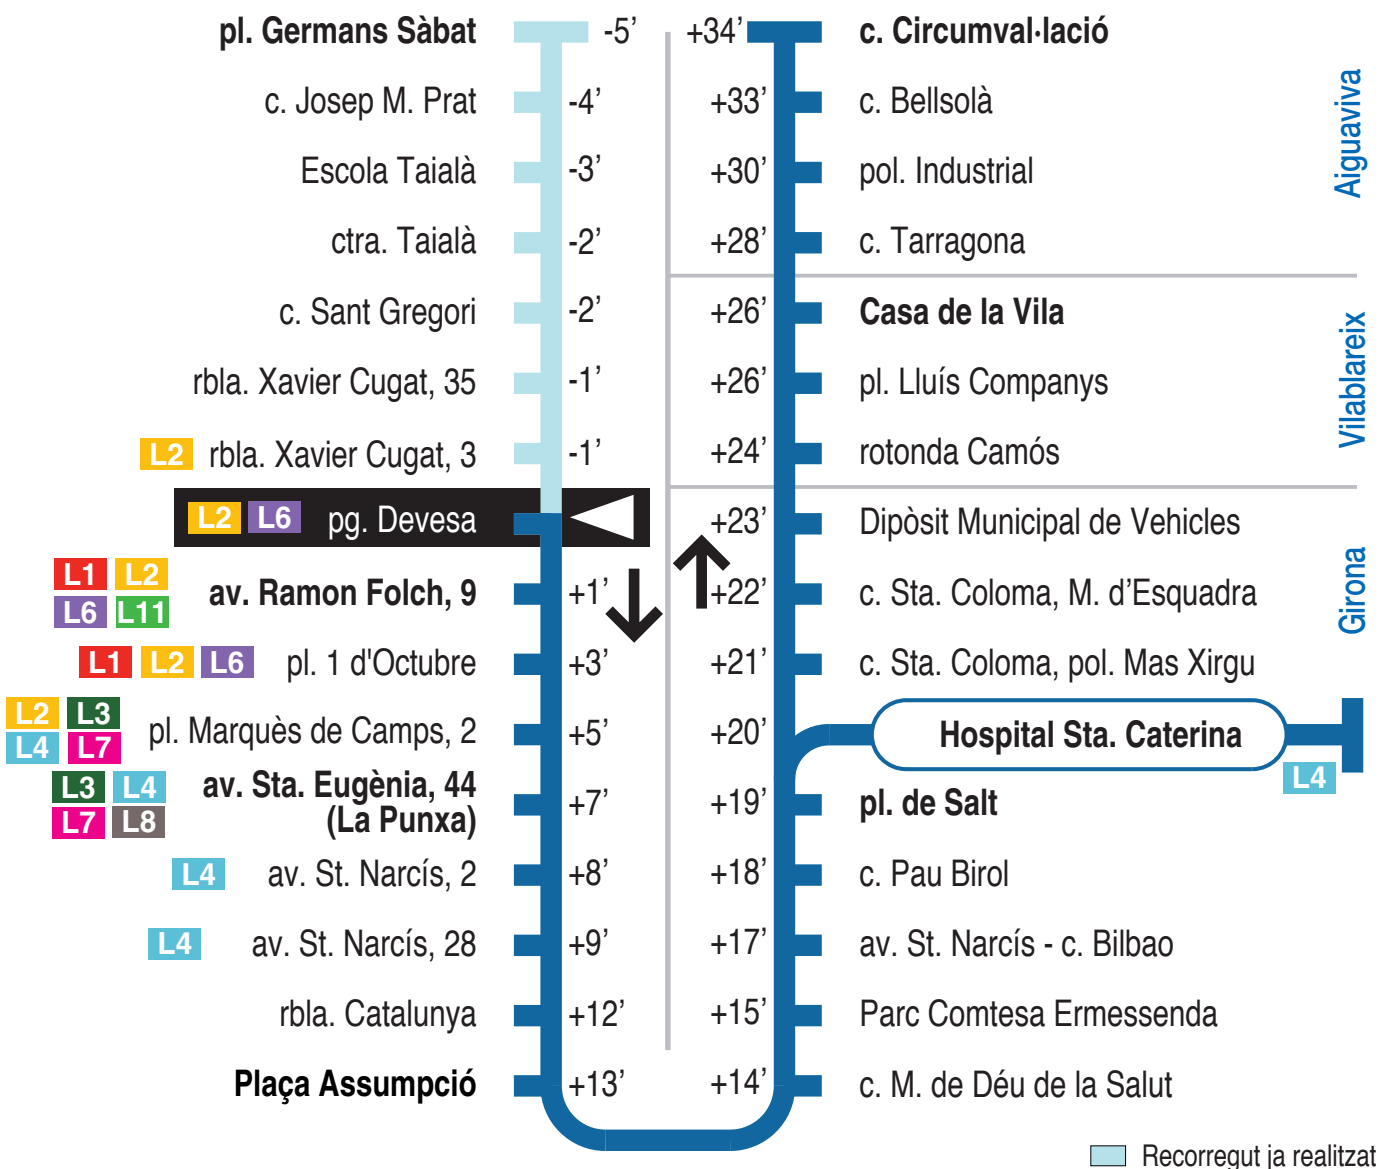 pl. Germans Sàbat -5’
c. Josep M. Prat -4’
Escola Taialà -3’
ctra. Taialà -2’
c. Sant Gregori -2’
rbla. Xavier Cugat, 35 -1’
L2 rbla. Xavier Cugat, 3 -1’
L2 L6 pg. Devesa
L1 L2
L6 L11
av. Ramon Folch, 9 +1’
L1 L2 L6 pl. 1 d'Octubre +3’
L2 L3
L4 L7
pl. Marquès de Camps, 2 +5’
L3 L4
L7 L8
av. Sta. Eugènia, 44
(La Punxa) +7’
L4 av. St. Narcís, 2 +8’
L4 av. St. Narcís, 28 +9’
rbla. Catalunya +12’
Plaça Assumpció +13’
+34’ c. Circumval·lació
+33’ c. Bellsolà
+30’ pol. Industrial
+28’ c. Tarragona
Aiguaviva
+26’ Casa de la Vila
+26’ pl. Lluís Companys
+24’ rotonda Camós
Vilablareix
+23’ Dipòsit Municipal de Vehicles
+22’ c. Sta. Coloma, M. d’Esquadra
+21’ c. Sta. Coloma, pol. Mas Xirgu
Girona
+20’ Hospital Sta. Caterina
L4
+19’ pl. de Salt
+18’ c. Pau Birol
+17’ av. St. Narcís - c. Bilbao
+15’ Parc Comtesa Ermessenda
+14’ c. M. de Déu de la Salut
Recorregut ja realitzat